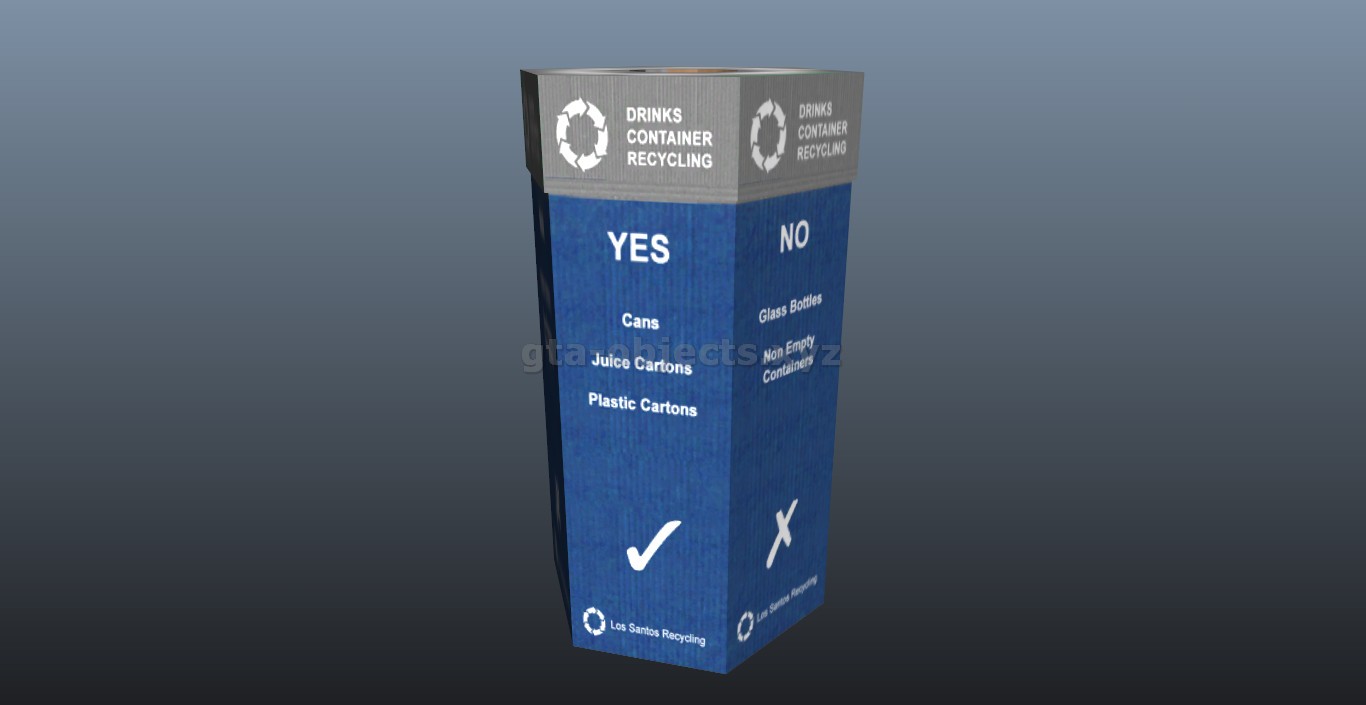 DRINKS
CONTAINER
RECYCLING
YES
Cans
Juice Cartons
Plastic Cartons
Los Santos Recycling
DRINKS
CONTAINER
RECYCLING
NO
Glass Bottles
Non Empty
Containers
Los Santos Recycling
gta-objects.xyz